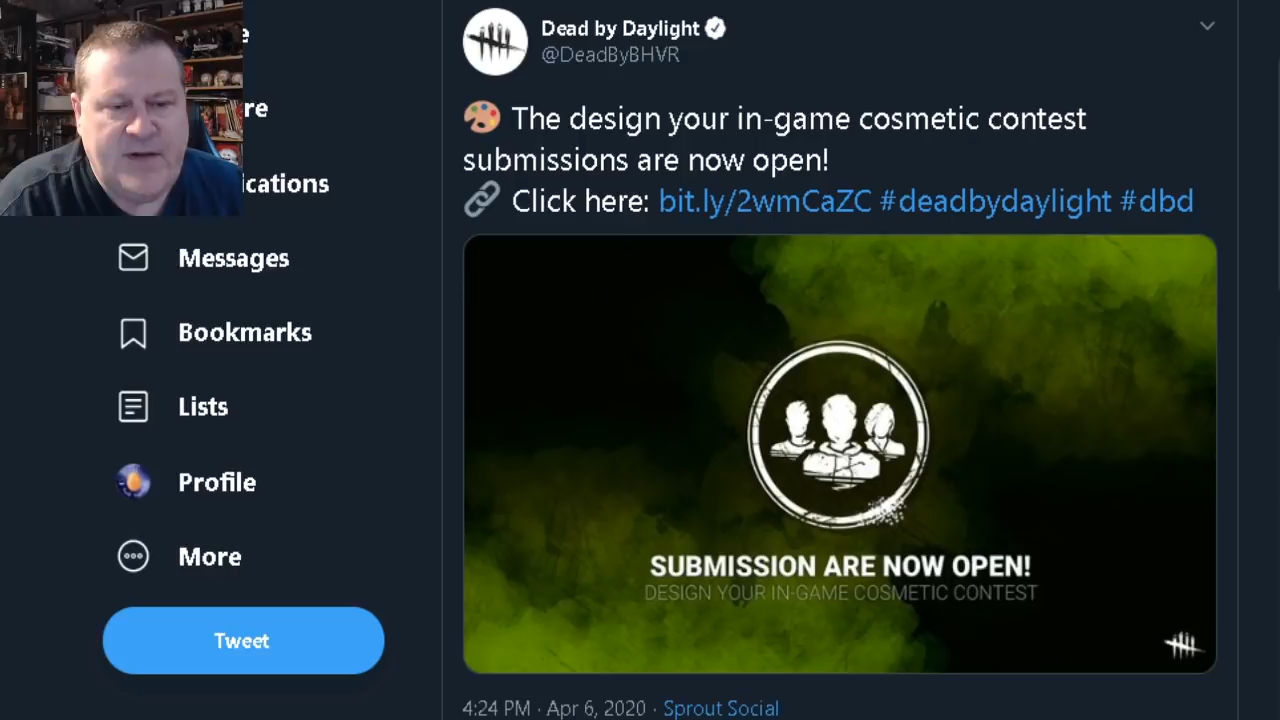 e
re
ications
Messages
Bookmarks
Lists
Profile
More
Tweet
Dead by Daylight
@DeadByBHVR
🎨 The design your in-game cosmetic contest
submissions are now open!
🔗 Click here: bit.ly/2wmCaZC #deadbydaylight #dbd
SUBMISSION ARE NOW OPEN!
DESIGN YOUR IN-GAME COSMETIC CONTEST
4:24 PM · Apr 6, 2020 · Sprout Social